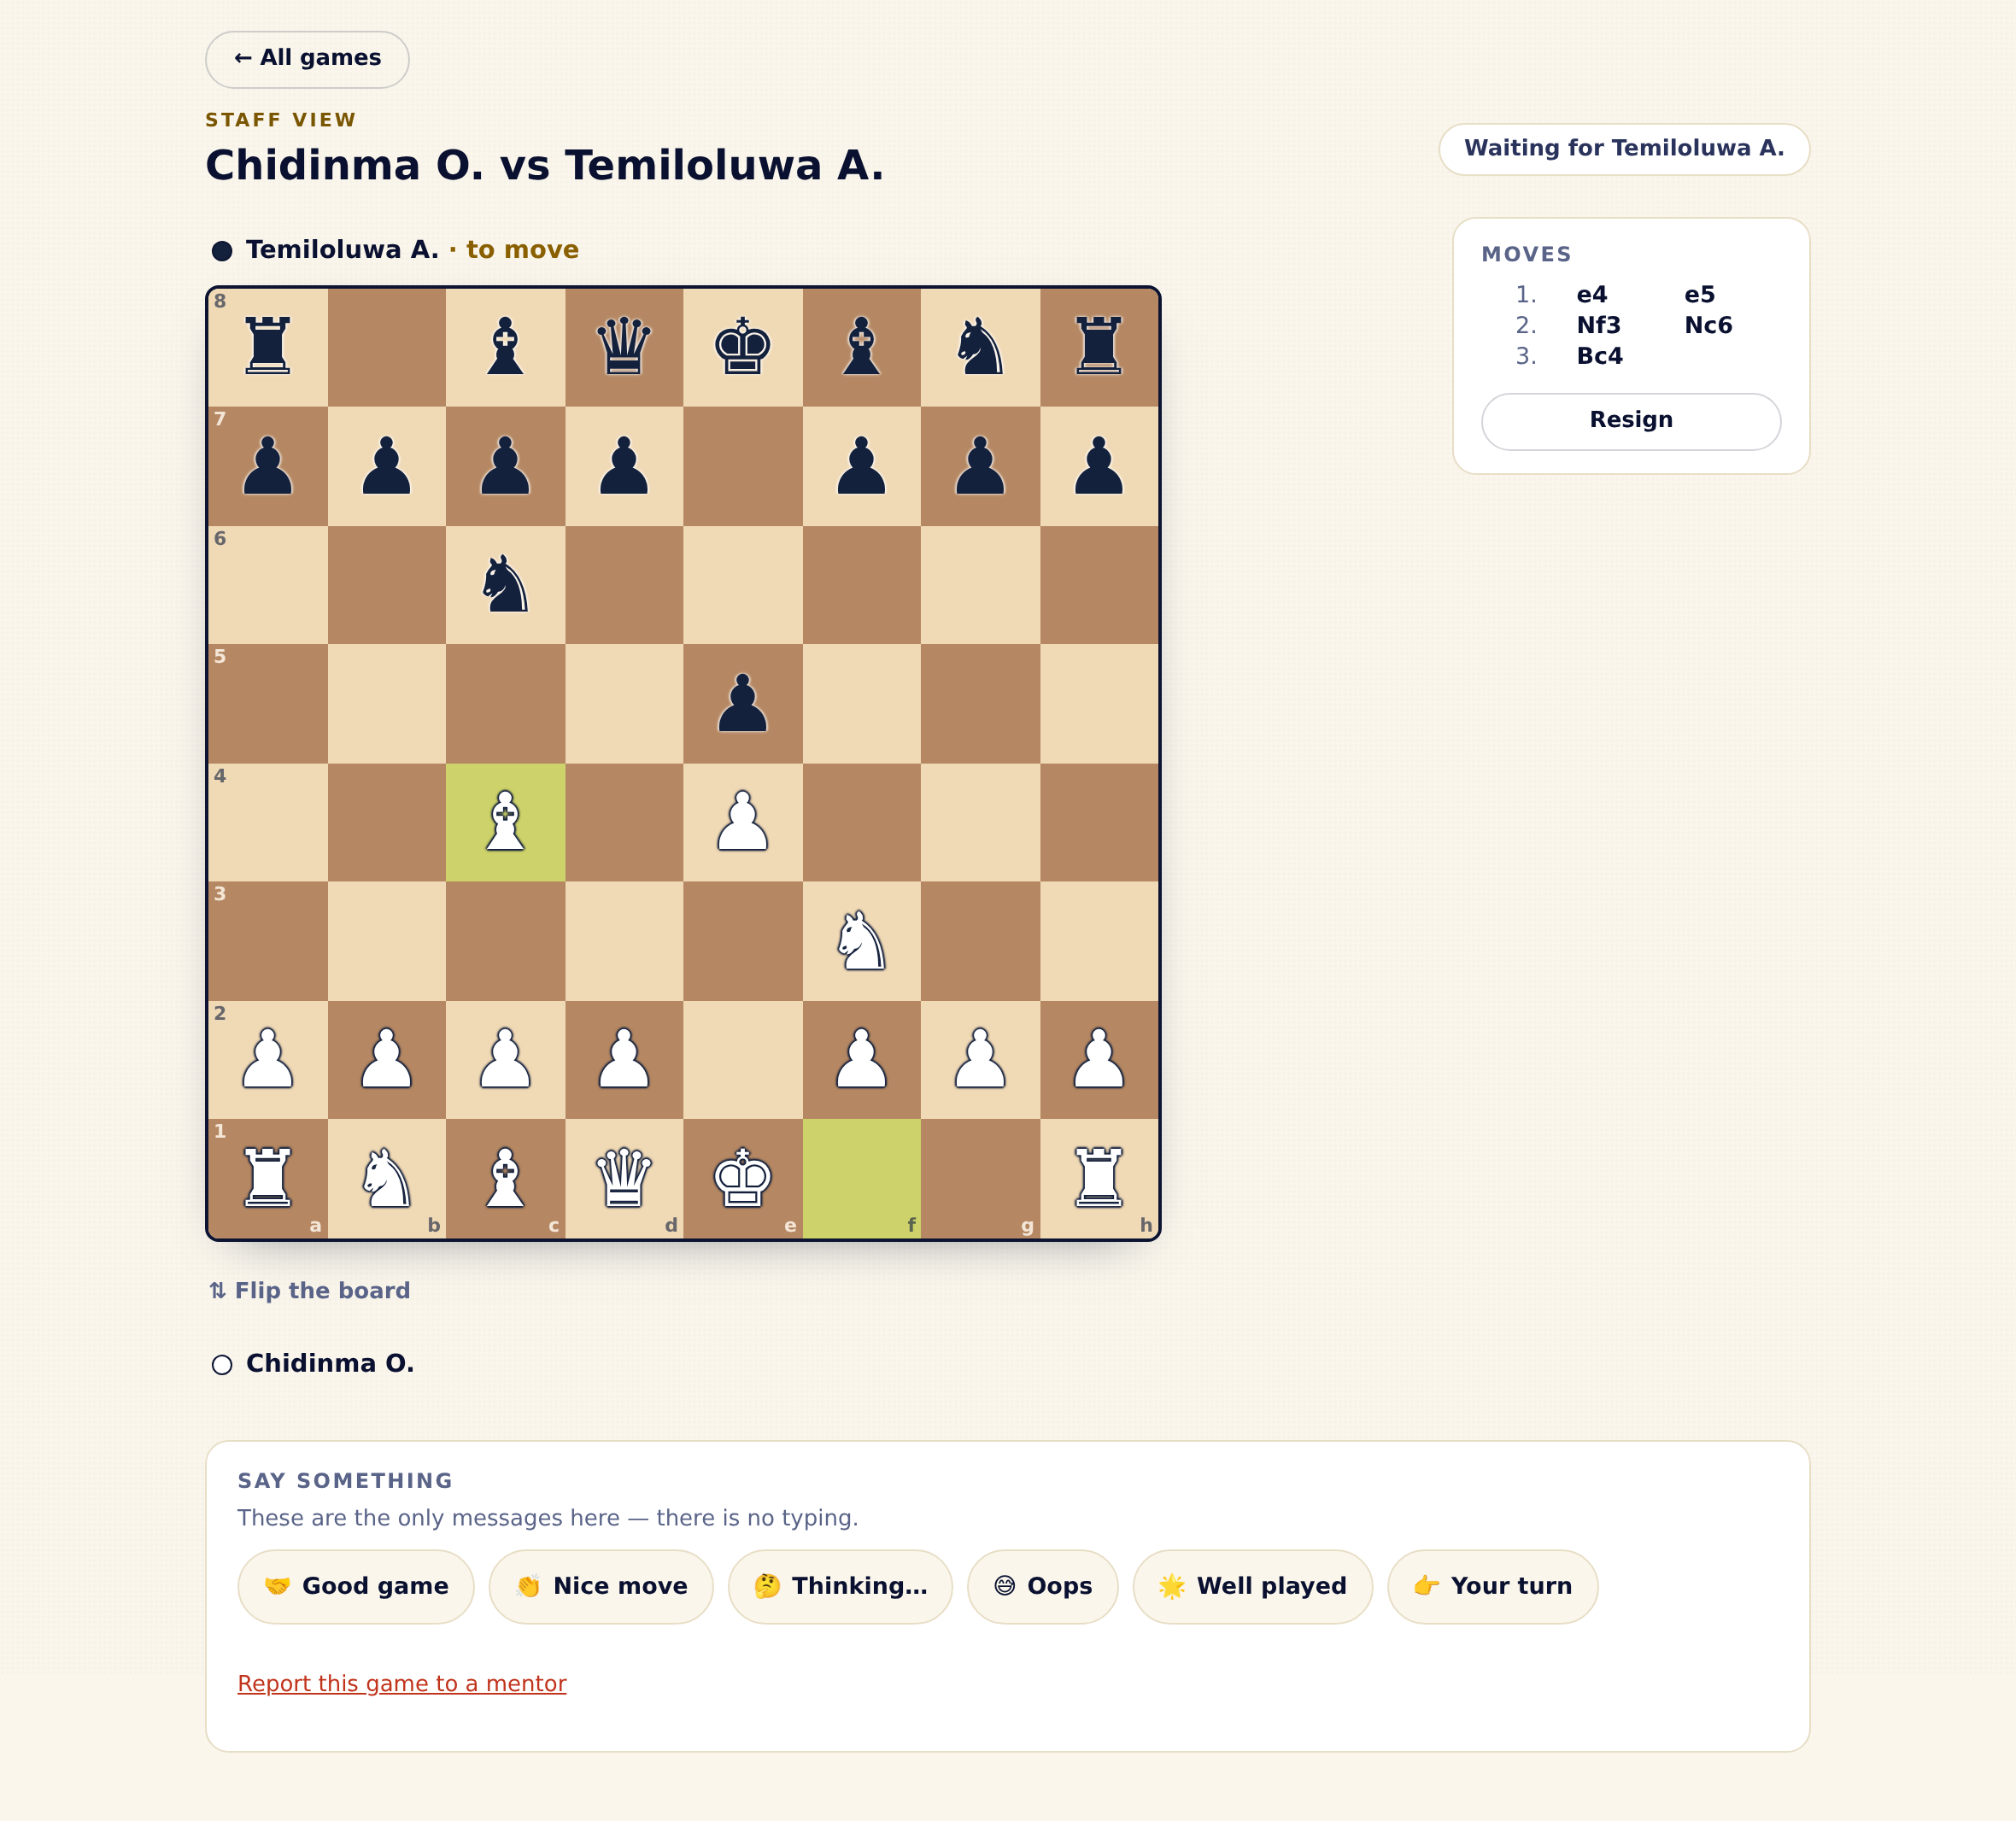 ← All games
STAFF VIEW
Chidinma O. vs Temiloluwa A.
Waiting for Temiloluwa A.
● Temiloluwa A. · to move
MOVES
1. e4 e5
2. Nf3 Nc6
3. Bc4
Resign
8
7
6
5
4
3
2
1
a b c d e f g h
⇅ Flip the board
○ Chidinma O.
SAY SOMETHING
These are the only messages here — there is no typing.
🤝 Good game 👏 Nice move 🤔 Thinking… 😅 Oops 🌟 Well played 👉 Your turn
Report this game to a mentor